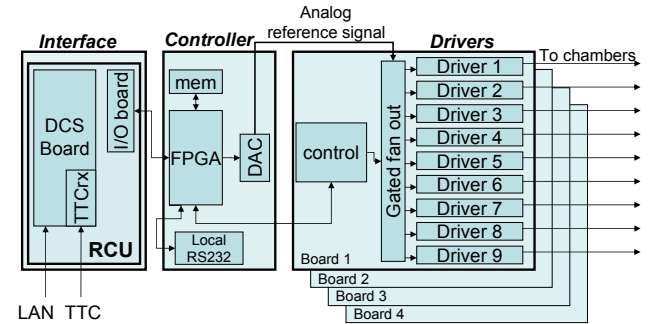 Analog
reference signal
Interface
Controller
Drivers
To chambers
DCS
Board
TTCrx
I/O board
RCU
LAN
TTC
mem
FPGA
DAC
Local
RS232
control
Gated fan out
Driver 1
Driver 2
Driver 3
Driver 4
Driver 5
Driver 6
Driver 7
Driver 8
Driver 9
Board 1
Board 2
Board 3
Board 4